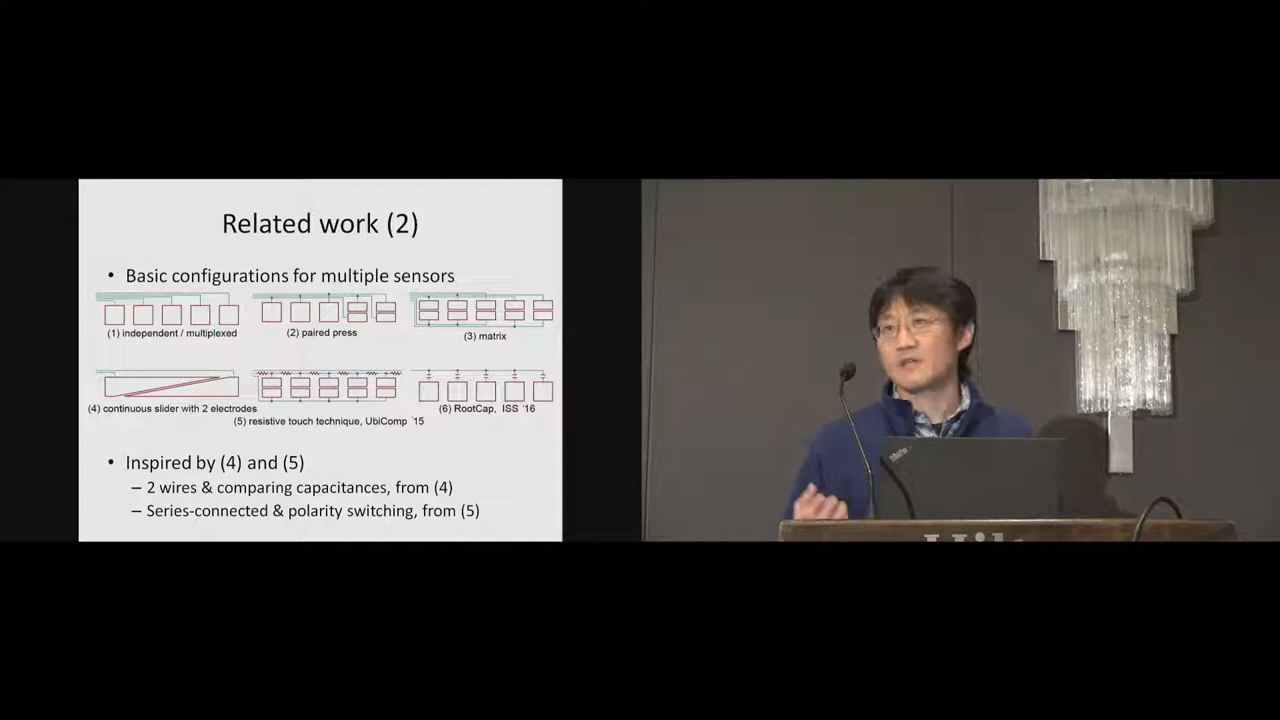 Related work (2)
• Basic configurations for multiple sensors
(1) independent / multiplexed
(2) paired press
(3) matrix
(4) continuous slider with 2 electrodes
(5) resistive touch technique, UbiComp '15
(6) RootCap, ISS '16
• Inspired by (4) and (5)
– 2 wires & comparing capacitances, from (4)
– Series-connected & polarity switching, from (5)
ThinkPad